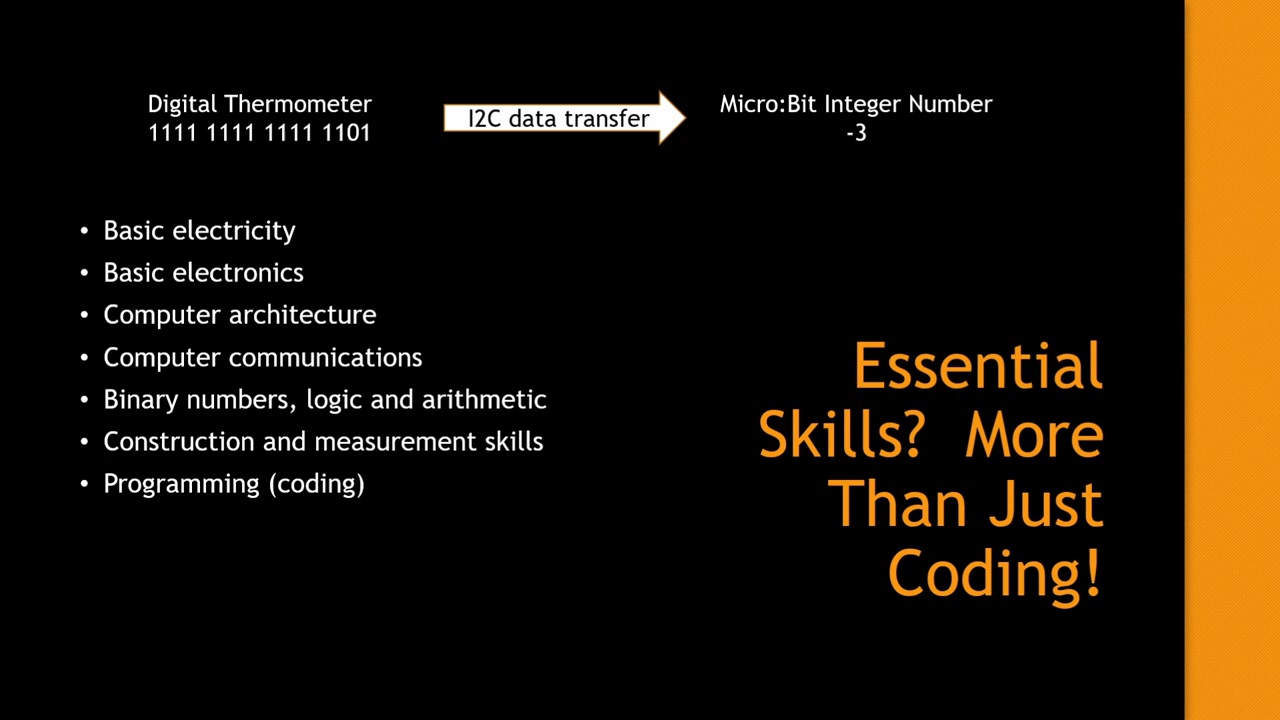 Digital Thermometer
1111 1111 1111 1101
I2C data transfer
Micro:Bit Integer Number
-3
• Basic electricity
• Basic electronics
• Computer architecture
• Computer communications
• Binary numbers, logic and arithmetic
• Construction and measurement skills
• Programming (coding)
Essential
Skills? More
Than Just
Coding!